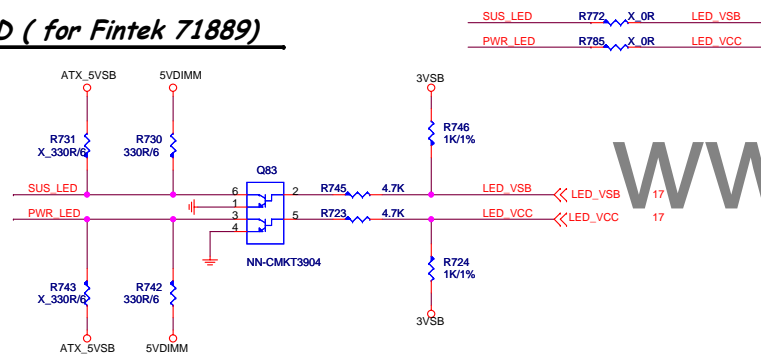 D ( for Fintek 71889)
SUS_LED R772 X_0R LED_VSB
PWR_LED R785 X_0R LED_VCC
ATX_5VSB 5VDIMM 3VSB
R731 X_330R/6
R730 330R/6
R746 1K/1%
Q83
SUS_LED 6 2 R745 4.7K LED_VSB LED_VSB 17
1
PWR_LED 3 5 R723 4.7K LED_VCC LED_VCC 17
4
NN-CMKT3904
R743 X_330R/6
R742 330R/6
R724 1K/1%
ATX_5VSB 5VDIMM 3VSB
ww